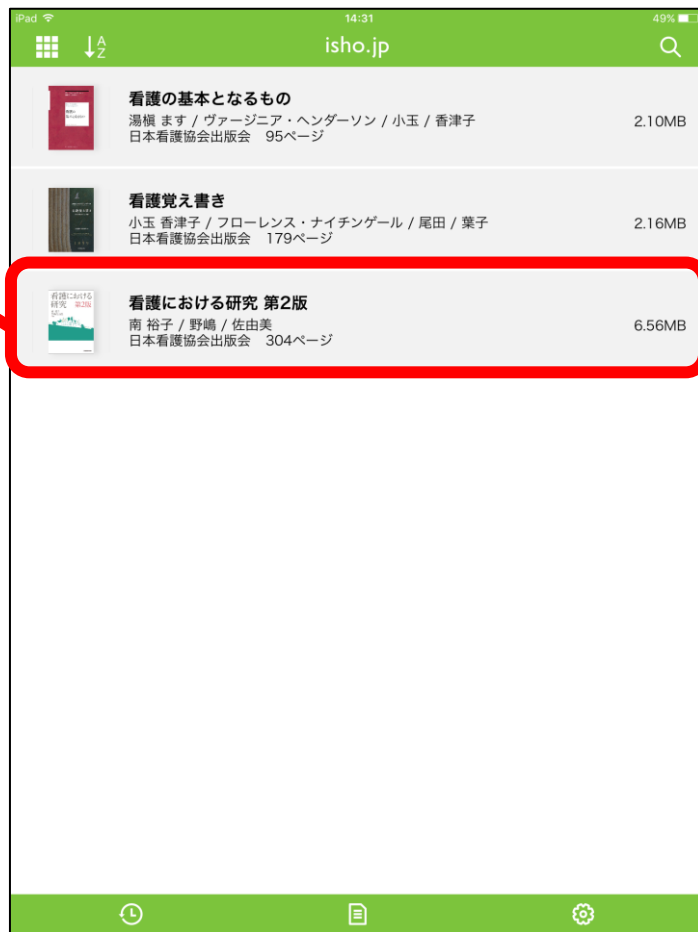 iPad 14:31 49%
A
Z
isho.jp
看護の基本となるもの
湯槇 ます / ヴァージニア・ヘンダーソン / 小玉 / 香津子
日本看護協会出版会 95ページ
2.10MB
看護覚え書き
小玉 香津子 / フローレンス・ナイチンゲール / 尾田 / 葉子
日本看護協会出版会 179ページ
2.16MB
看護における
研究 第2版
看護における研究 第2版
南 裕子 / 野嶋 / 佐由美
日本看護協会出版会 304ページ
6.56MB